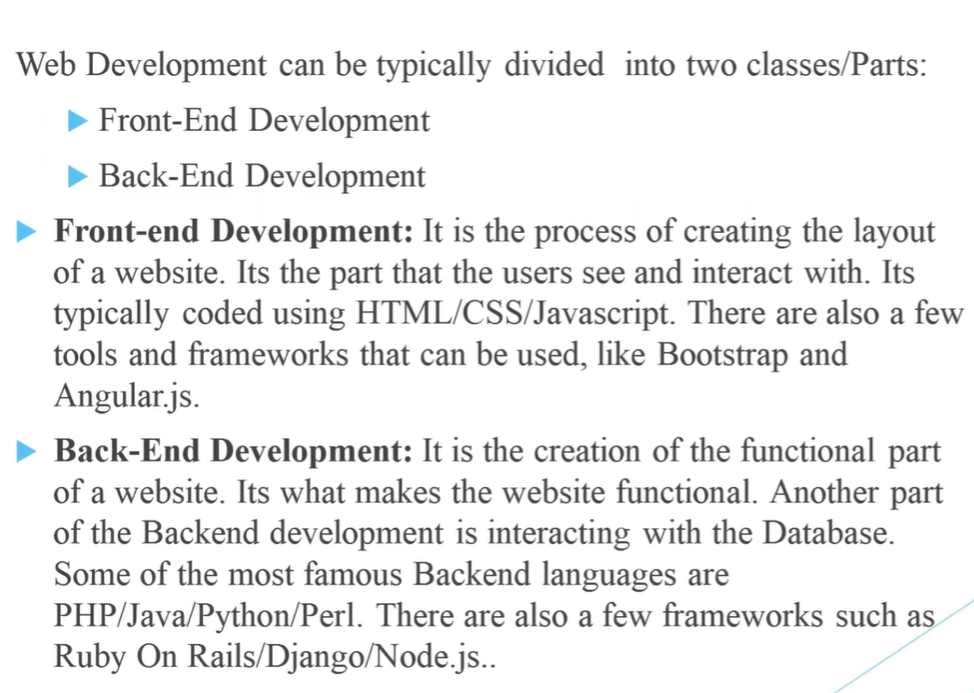 Web Development can be typically divided into two classes/Parts:
Front-End Development
Back-End Development
Front-end Development: It is the process of creating the layout
of a website. Its the part that the users see and interact with. Its
typically coded using HTML/CSS/Javascript. There are also a few
tools and frameworks that can be used, like Bootstrap and
Angular.js.
Back-End Development: It is the creation of the functional part
of a website. Its what makes the website functional. Another part
of the Backend development is interacting with the Database.
Some of the most famous Backend languages are
PHP/Java/Python/Perl. There are also a few frameworks such as
Ruby On Rails/Django/Node.js..